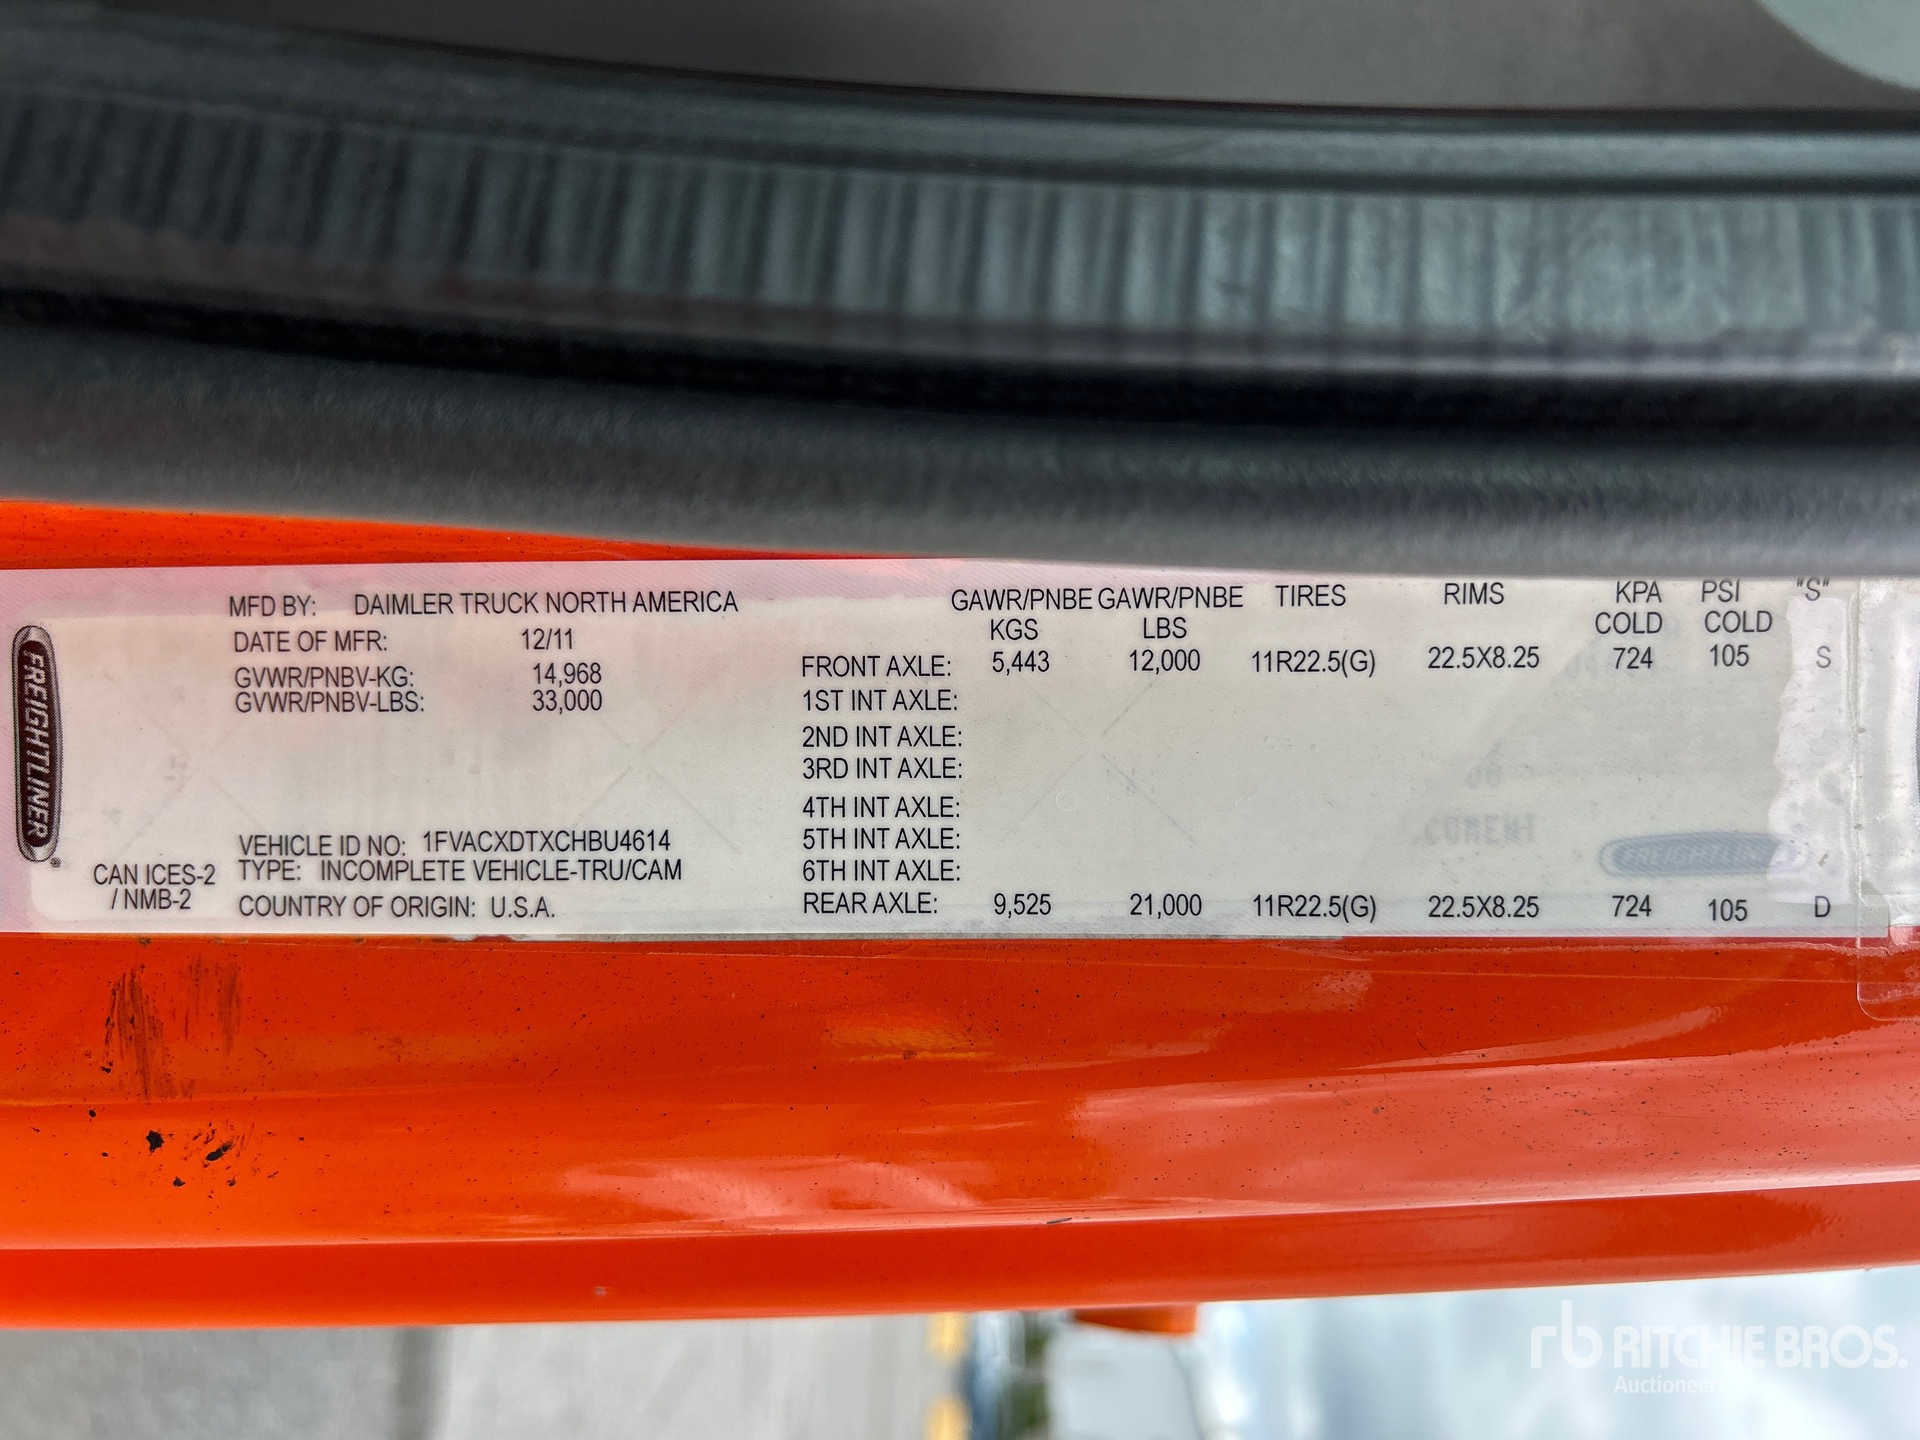 FREIGHTLINER
MFD BY: DAIMLER TRUCK NORTH AMERICA
DATE OF MFR: 12/11
GVWR/PNBV-KG: 14,968
GVWR/PNBV-LBS: 33,000
VEHICLE ID NO: 1FVACXDTXCHBU4614
TYPE: INCOMPLETE VEHICLE-TRU/CAM
COUNTRY OF ORIGIN: U.S.A.
CAN ICES-2
/ NMB-2
GAWR/PNBE GAWR/PNBE TIRES RIMS KPA PSI "S"
KGS LBS COLD COLD
FRONT AXLE: 5,443 12,000 11R22.5(G) 22.5X8.25 724 105 S
1ST INT AXLE:
2ND INT AXLE:
3RD INT AXLE:
4TH INT AXLE:
5TH INT AXLE:
6TH INT AXLE:
REAR AXLE: 9,525 21,000 11R22.5(G) 22.5X8.25 724 105 D
FREIGHTLINER
rb RITCHIE BROS.
Auctioneers